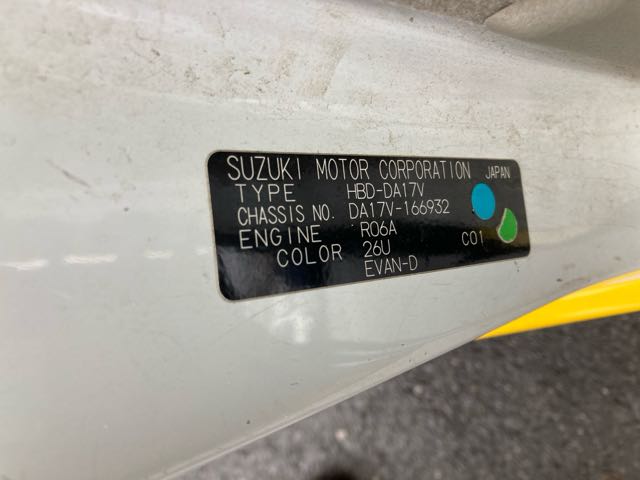 SUZUKI MOTOR CORPORATION JAPAN
TYPE HBD-DA17V
CHASSIS NO. DA17V-166932
ENGINE R06A
COLOR 26U C01
EVAN-D